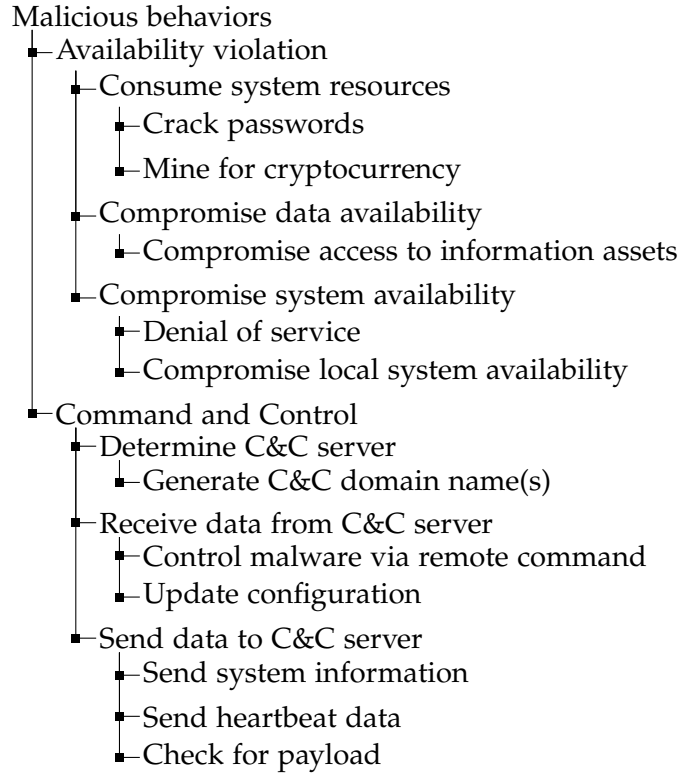 Malicious behaviors
Availability violation
Consume system resources
Crack passwords
Mine for cryptocurrency
Compromise data availability
Compromise access to information assets
Compromise system availability
Denial of service
Compromise local system availability
Command and Control
Determine C&C server
Generate C&C domain name(s)
Receive data from C&C server
Control malware via remote command
Update configuration
Send data to C&C server
Send system information
Send heartbeat data
Check for payload